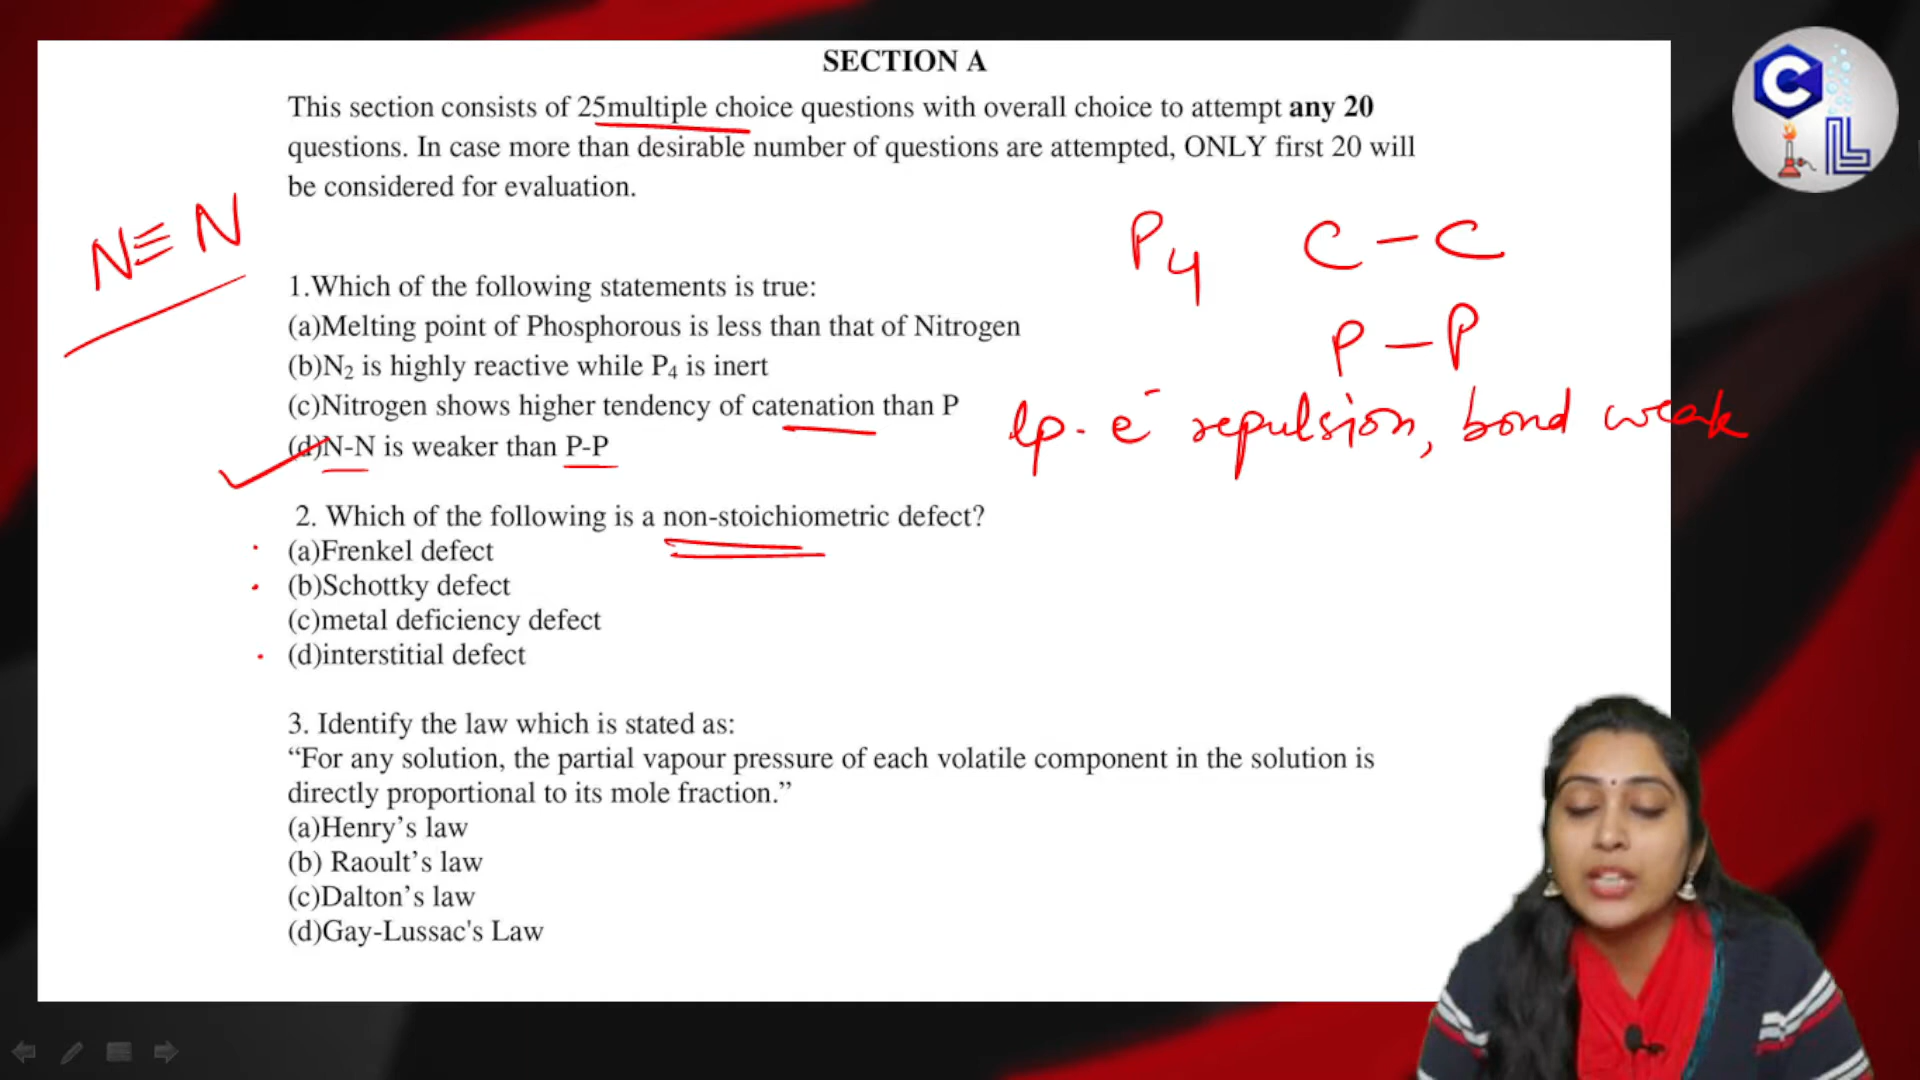 SECTION A
This section consists of 25multiple choice questions with overall choice to attempt any 20
questions. In case more than desirable number of questions are attempted, ONLY first 20 will
be considered for evaluation.
N≡N
P4 C-C
P-P
1.Which of the following statements is true:
(a)Melting point of Phosphorous is less than that of Nitrogen
(b)N₂ is highly reactive while P₄ is inert
(c)Nitrogen shows higher tendency of catenation than P
(d)N-N is weaker than P-P
lp. e⁻ repulsion, bond weak
2. Which of the following is a non-stoichiometric defect?
(a)Frenkel defect
(b)Schottky defect
(c)metal deficiency defect
(d)interstitial defect
3. Identify the law which is stated as:
“For any solution, the partial vapour pressure of each volatile component in the solution is
directly proportional to its mole fraction.”
(a)Henry’s law
(b) Raoult’s law
(c)Dalton’s law
(d)Gay-Lussac's Law
C L